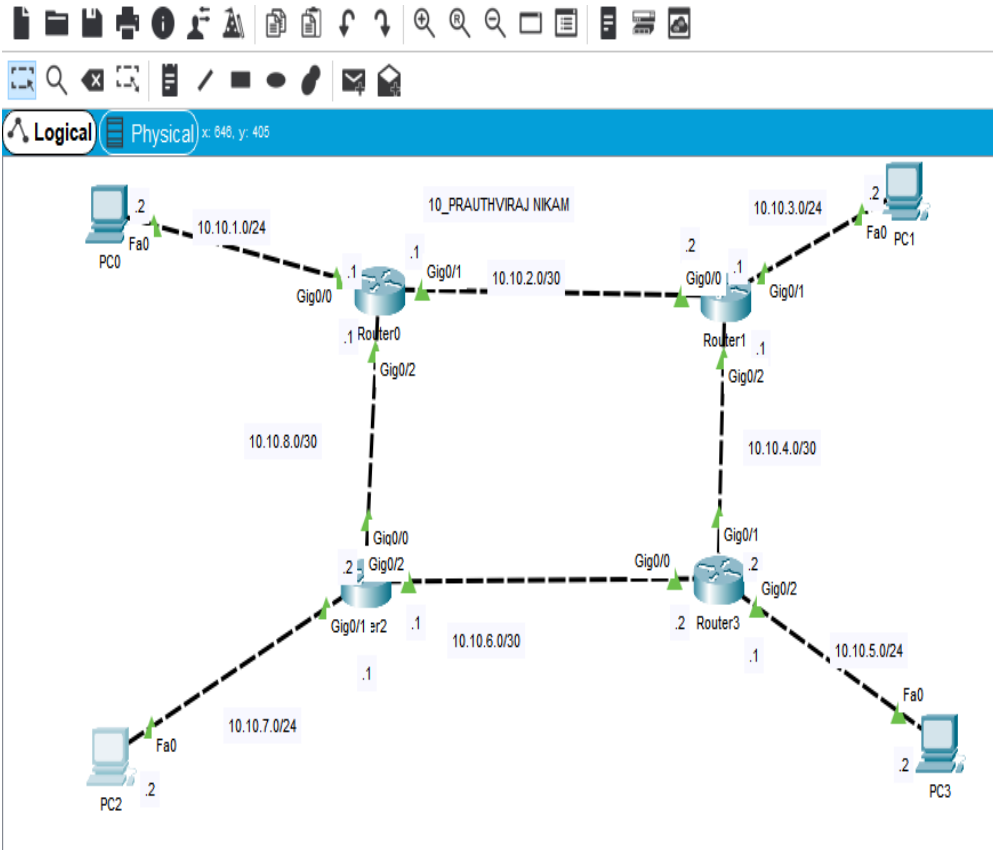 Logical
Physical
x: 646, y: 405
10_PRAUTHVIRAJ NIKAM
.2
10.10.1.0/24
Fa0
PC0
.1
Gig0/0
.1
Gig0/1
10.10.2.0/30
.2
Gig0/0
.1
10.10.3.0/24
.2
Fa0
PC1
Gig0/1
Router0
.1
Gig0/2
Router1
.1
Gig0/2
10.10.8.0/30
10.10.4.0/30
Gig0/0
.2
Gig0/2
Gig0/1
er2
.1
.1
10.10.6.0/30
Gig0/0
Gig0/1
.2
Gig0/2
.2
Router3
.1
10.10.5.0/24
10.10.7.0/24
Fa0
PC2
.2
Fa0
.2
PC3